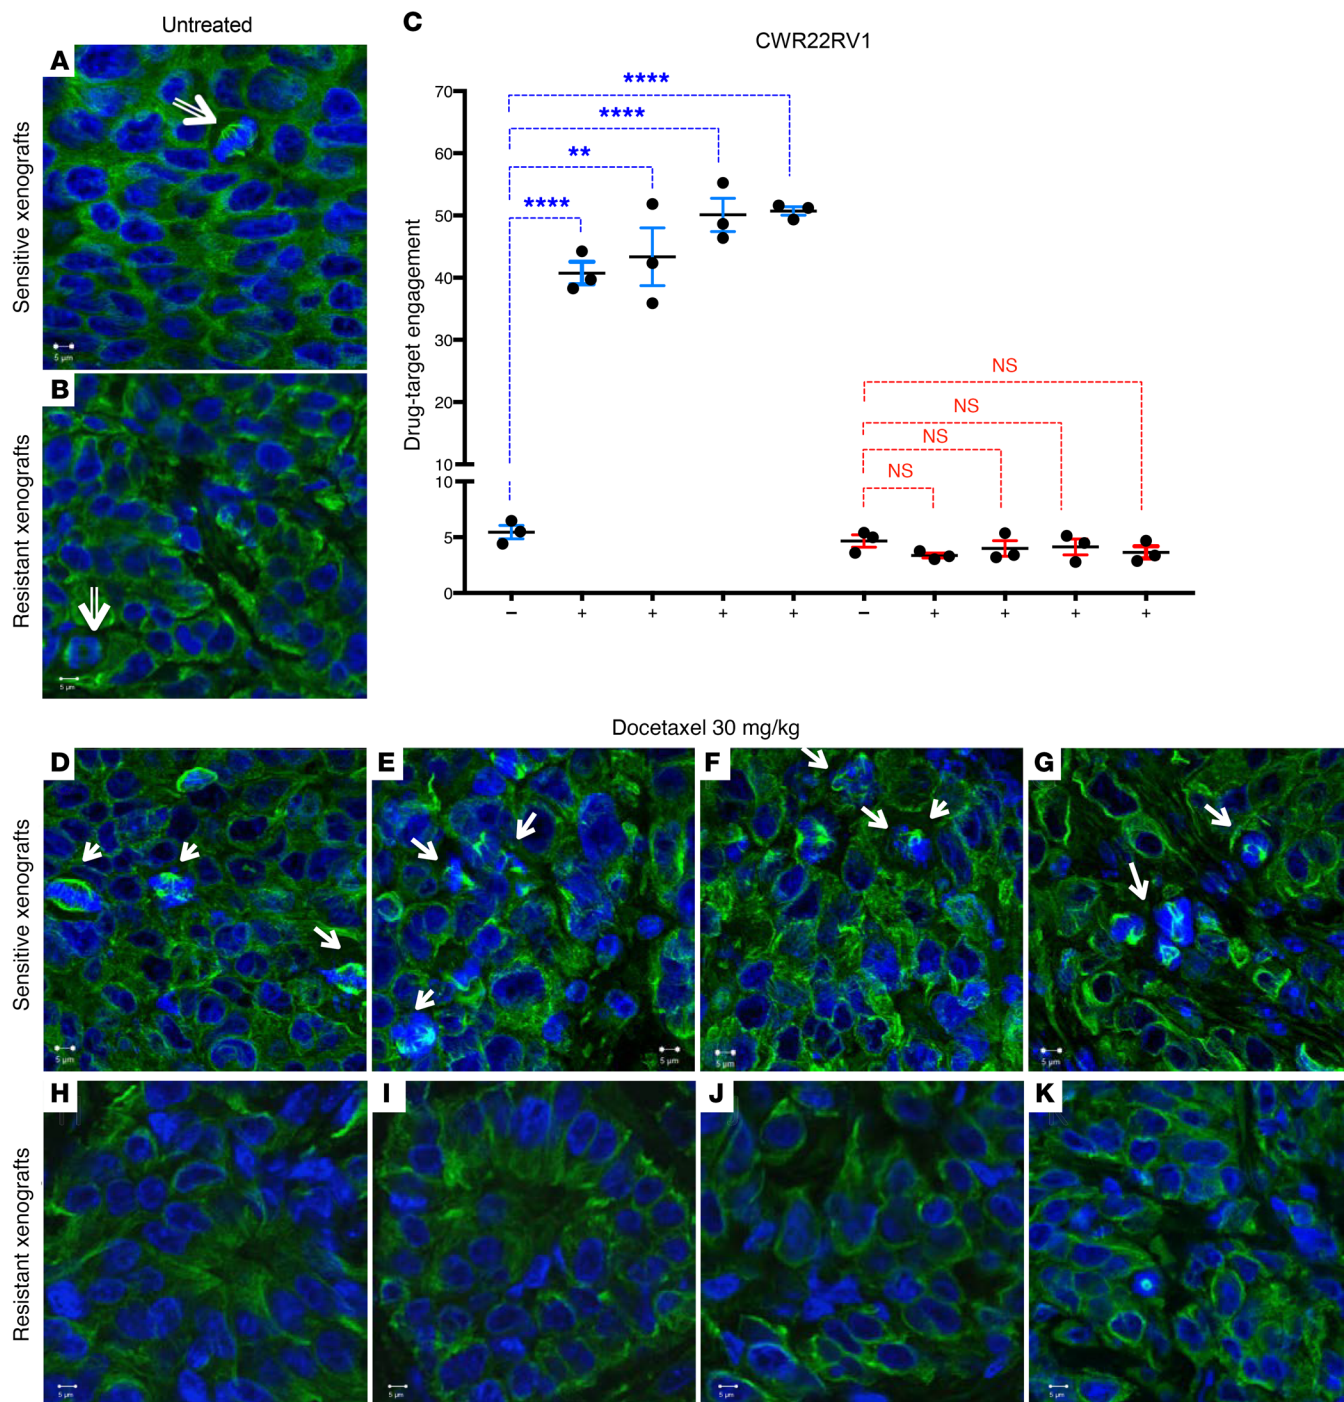 Untreated
A
Sensitive xenografts
5 µm
B
Resistant xenografts
5 µm
C
CWR22RV1
Drug-target engagement
70
60
50
40
30
20
10
10
5
0
****
****
**
****
NS
NS
NS
NS
– + + + + – + + + +
Docetaxel 30 mg/kg
Sensitive xenografts
D
5 µm
E
5 µm
F
5 µm
G
5 µm
Resistant xenografts
H
5 µm
I
5 µm
J
5 µm
K
5 µm